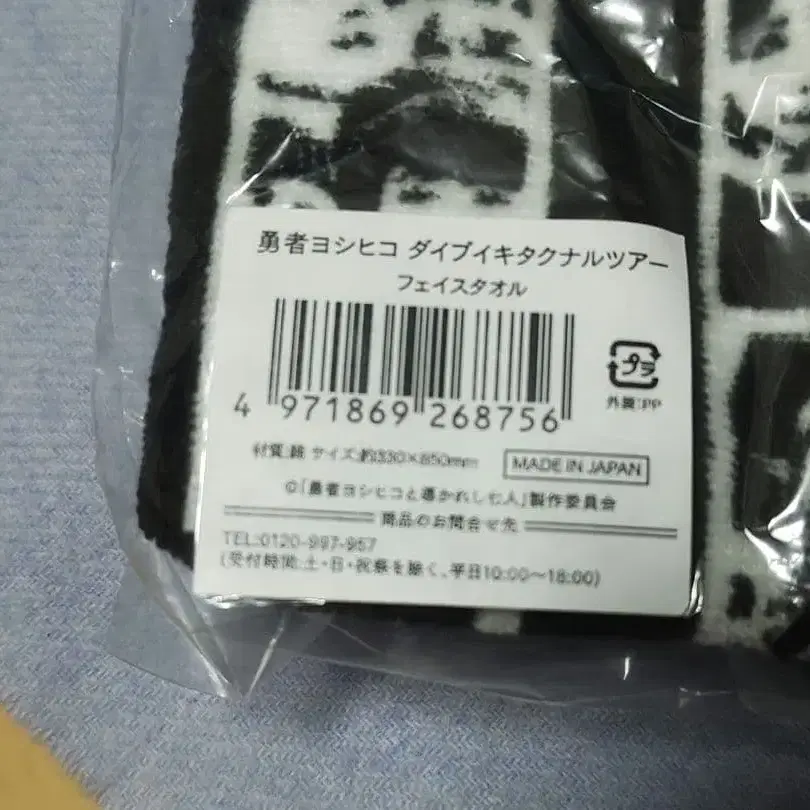 勇者ヨシヒコ ダイブイキタクナルツアー
フェイスタオル
プラ
外装:PP
4 971869 268756
材質:綿 サイズ:約330×850mm
MADE IN JAPAN
©「勇者ヨシヒコと導かれし七人」製作委員会
商品のお問合せ先
TEL:0120-997-957
(受付時間:土・日・祝祭を除く、平日10:00〜18:00)